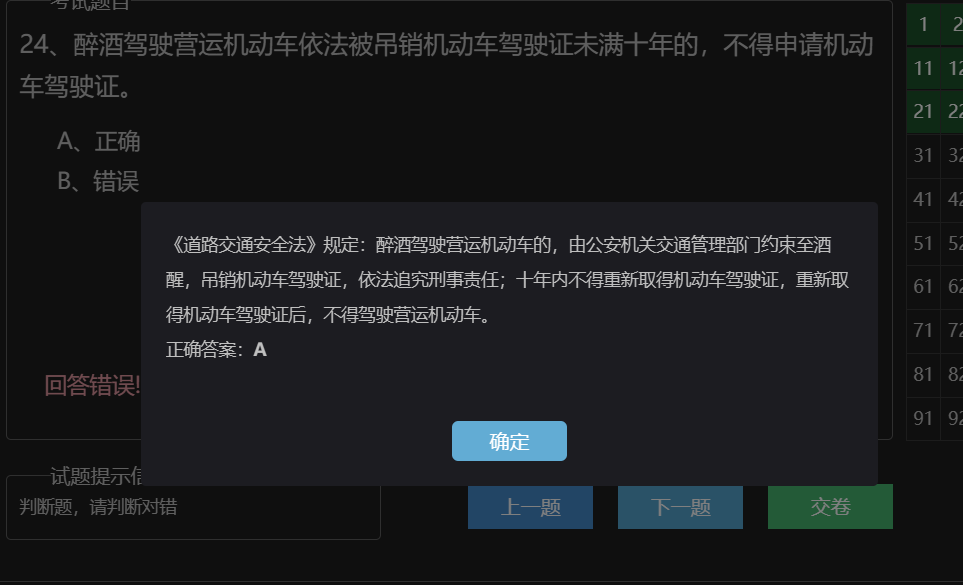 考试题目
24、醉酒驾驶营运机动车依法被吊销机动车驾驶证未满十年的，不得申请机动
车驾驶证。
A、正确
B、错误
《道路交通安全法》规定：醉酒驾驶营运机动车的，由公安机关交通管理部门约束至酒
醒，吊销机动车驾驶证，依法追究刑事责任；十年内不得重新取得机动车驾驶证，重新取
得机动车驾驶证后，不得驾驶营运机动车。
正确答案：A
回答错误!
确定
试题提示信
判断题，请判断对错
上一题
下一题
交卷
1 2
11 12
21 22
31 32
41 42
51 52
61 62
71 72
81 82
91 92